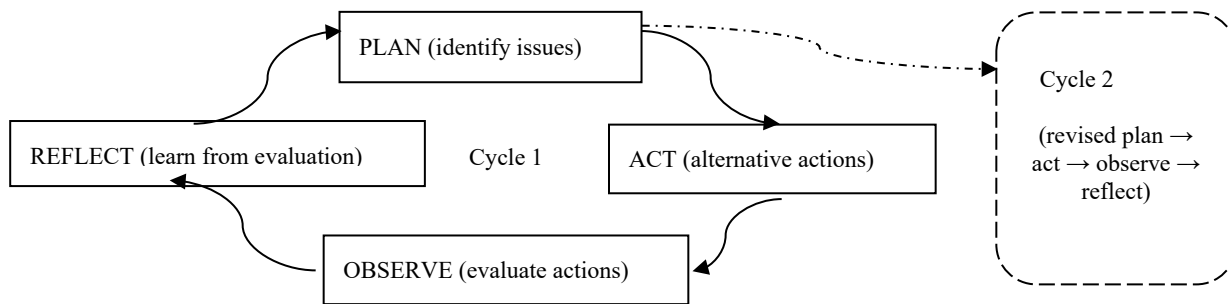 PLAN (identify issues)
REFLECT (learn from evaluation)
Cycle 1
ACT (alternative actions)
OBSERVE (evaluate actions)
Cycle 2
(revised plan →
act → observe →
reflect)